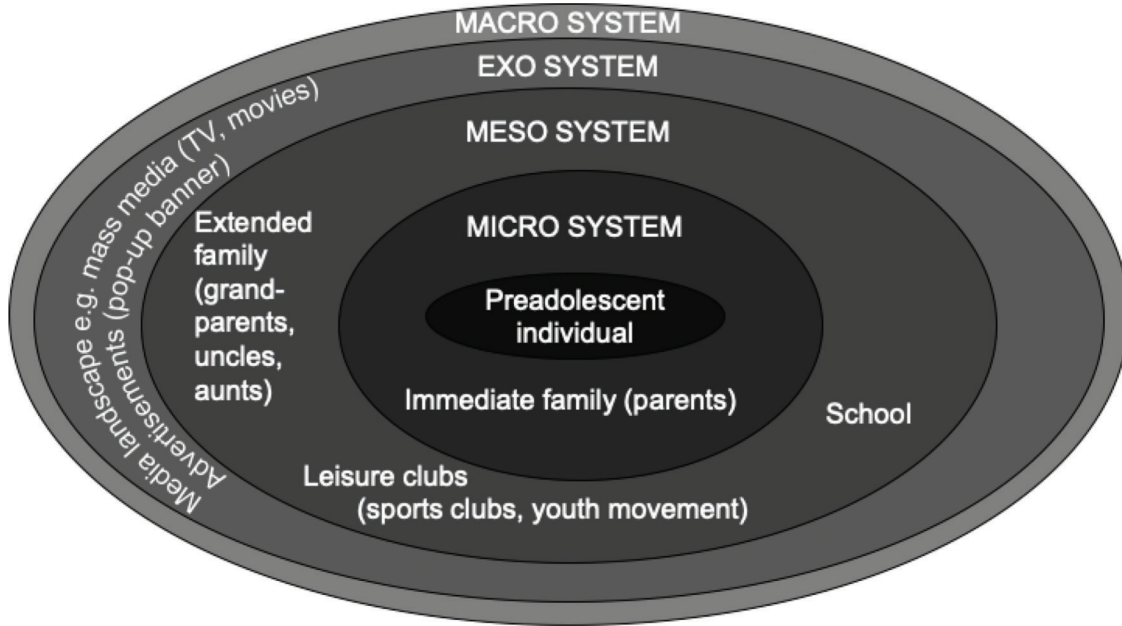 MACRO SYSTEM
EXO SYSTEM
MESO SYSTEM
MICRO SYSTEM
Preadolescent
individual
Immediate family (parents)
Extended
family
(grand-
parents,
uncles,
aunts)
School
Leisure clubs
(sports clubs, youth movement)
Media landscape e.g. mass media (TV, movies)
Advertisements (pop-up banner)